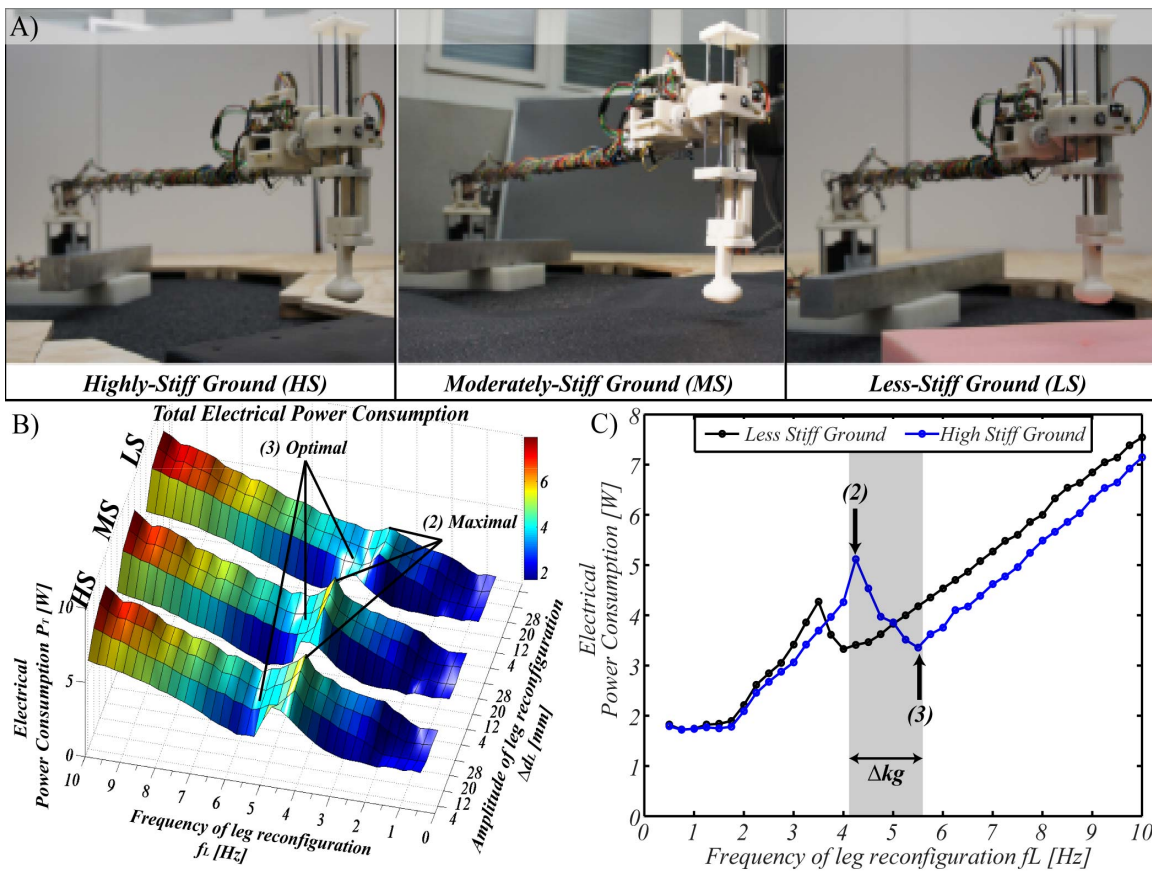 A)
Highly-Stiff Ground (HS)
Moderately-Stiff Ground (MS)
Less-Stiff Ground (LS)
B)
Total Electrical Power Consumption
(3) Optimal
(2) Maximal
LS
MS
HS
6
4
2
Electrical
Power Consumption P_T [W]
10
5
0
10 9 8 7 6 5 4 3 2 1 0
Frequency of leg reconfiguration
f_L [Hz]
28
20
12
4
28
20
12
4
28
20
12
4
Amplitude of leg reconfiguration
Δd_L [mm]
C)
Less Stiff Ground
High Stiff Ground
Electrical
Power Consumption [W]
8
7
6
5
4
3
2
1
0
(2)
(3)
Δkg
0 1 2 3 4 5 6 7 8 9 10
Frequency of leg reconfiguration fL [Hz]